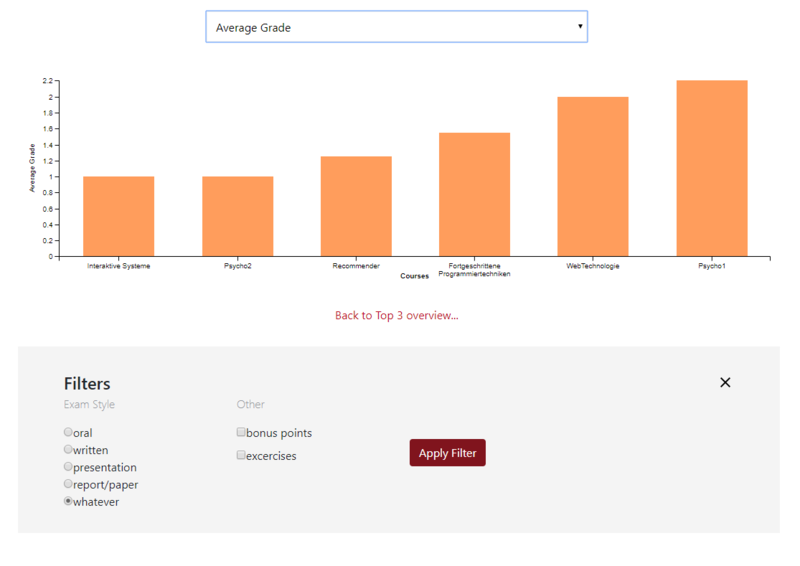 Average Grade
2.2
2
1.8
1.6
1.4
1.2
1
0.8
0.6
0.4
0.2
0
Average Grade
Interaktive Systeme
Psycho2
Recommender
Fortgeschrittene
Programmiertechniken
WebTechnologie
Psycho1
Courses
Back to Top 3 overview...
Filters
Exam Style
Other
oral
written
presentation
report/paper
whatever
bonus points
excercises
Apply Filter